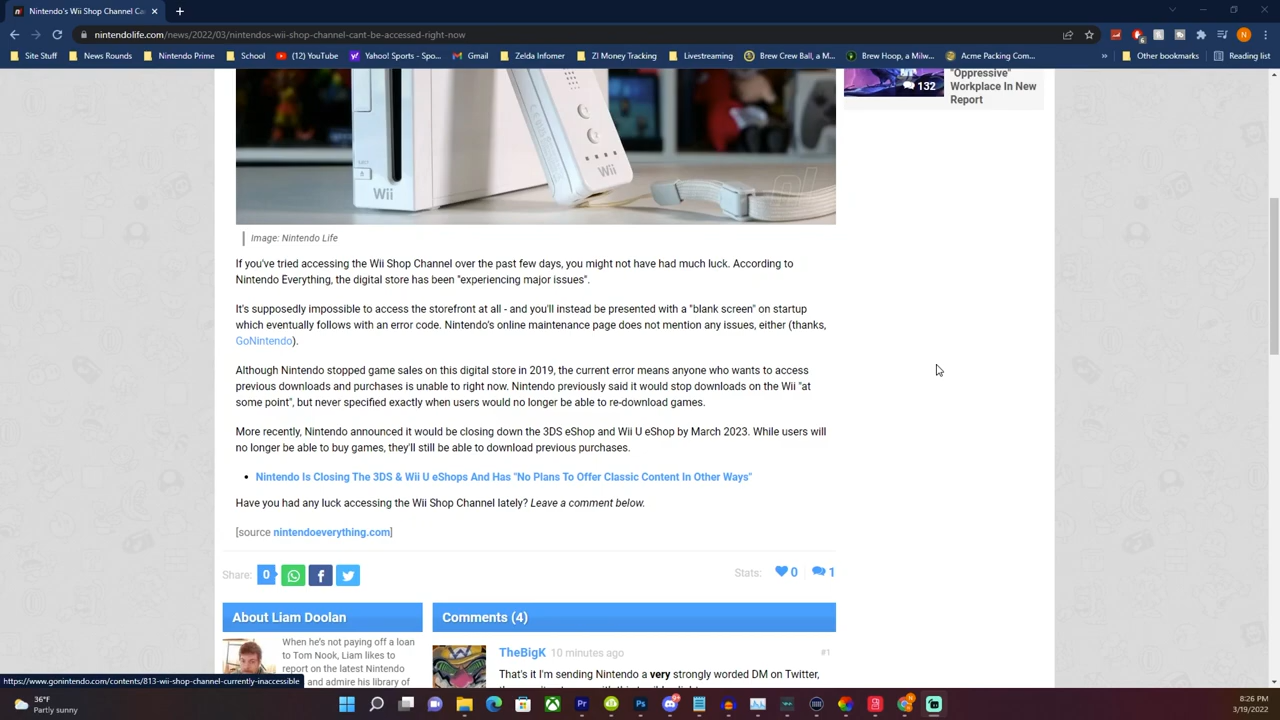 Nintendo's Wii Shop Channel Can
nintendolife.com/news/2022/03/nintendos-wii-shop-channel-cant-be-accessed-right-now
Site Stuff News Rounds Nintendo Prime School (12) YouTube Yahoo! Sports - Spo... Gmail Zelda Infomer ZI Money Tracking Livestreaming Brew Crew Ball, a M... Brew Hoop, a Milw... Acme Packing Com... » Other bookmarks Reading list
"Oppressive"
Workplace In New
Report
132
Wii
Wii
Image: Nintendo Life
If you've tried accessing the Wii Shop Channel over the past few days, you might not have had much luck. According to
Nintendo Everything, the digital store has been "experiencing major issues".
It's supposedly impossible to access the storefront at all - and you'll instead be presented with a "blank screen" on startup
which eventually follows with an error code. Nintendo's online maintenance page does not mention any issues, either (thanks,
GoNintendo).
Although Nintendo stopped game sales on this digital store in 2019, the current error means anyone who wants to access
previous downloads and purchases is unable to right now. Nintendo previously said it would stop downloads on the Wii "at
some point", but never specified exactly when users would no longer be able to re-download games.
More recently, Nintendo announced it would be closing down the 3DS eShop and Wii U eShop by March 2023. While users will
no longer be able to buy games, they'll still be able to download previous purchases.
• Nintendo Is Closing The 3DS & Wii U eShops And Has "No Plans To Offer Classic Content In Other Ways"
Have you had any luck accessing the Wii Shop Channel lately? Leave a comment below.
[source nintendoeverything.com]
Share: 0
Stats: 0 1
About Liam Doolan
When he's not paying off a loan
to Tom Nook, Liam likes to
report on the latest Nintendo
and admire his library of
Comments (4)
TheBigK 10 minutes ago #1
That's it I'm sending Nintendo a very strongly worded DM on Twitter,
https://www.gonintendo.com/contents/813-wii-shop-channel-currently-inaccessible
36°F
Partly sunny
8:26 PM
3/19/2022